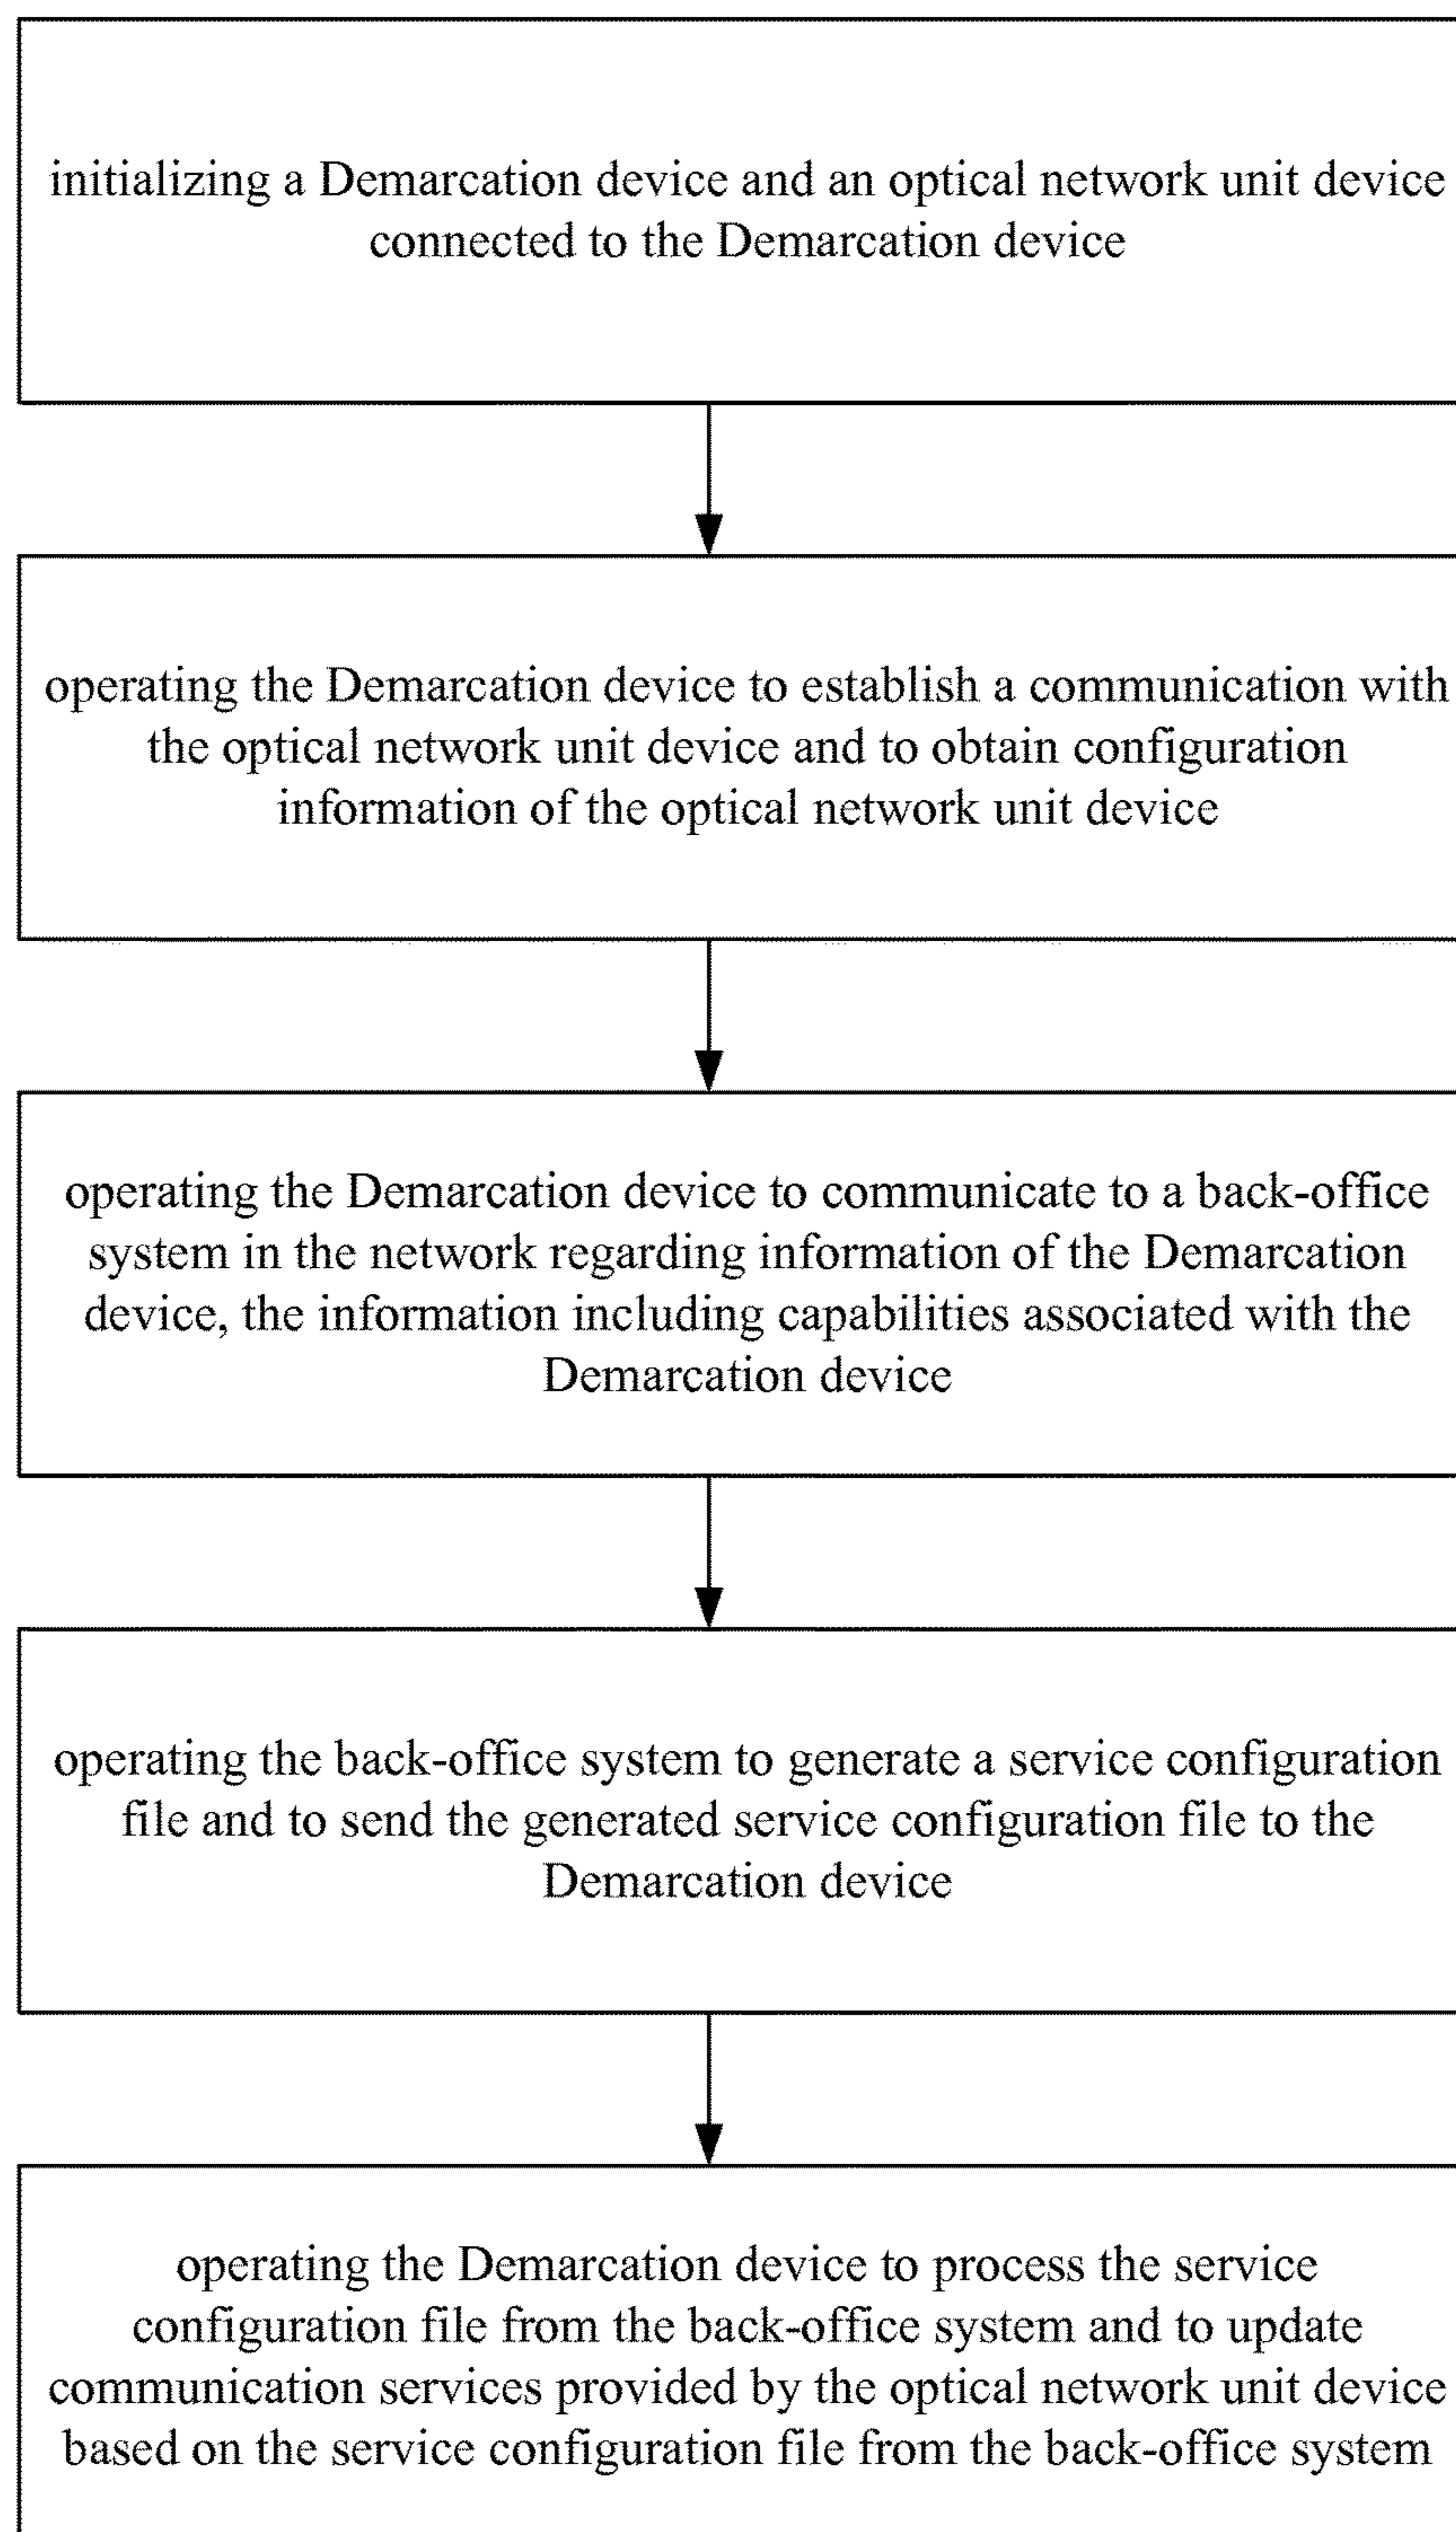 initializing a Demarcation device and an optical network unit device
connected to the Demarcation device
operating the Demarcation device to establish a communication with
the optical network unit device and to obtain configuration
information of the optical network unit device
operating the Demarcation device to communicate to a back-office
system in the network regarding information of the Demarcation
device, the information including capabilities associated with the
Demarcation device
operating the back-office system to generate a service configuration
file and to send the generated service configuration file to the
Demarcation device
operating the Demarcation device to process the service
configuration file from the back-office system and to update
communication services provided by the optical network unit device
based on the service configuration file from the back-office system